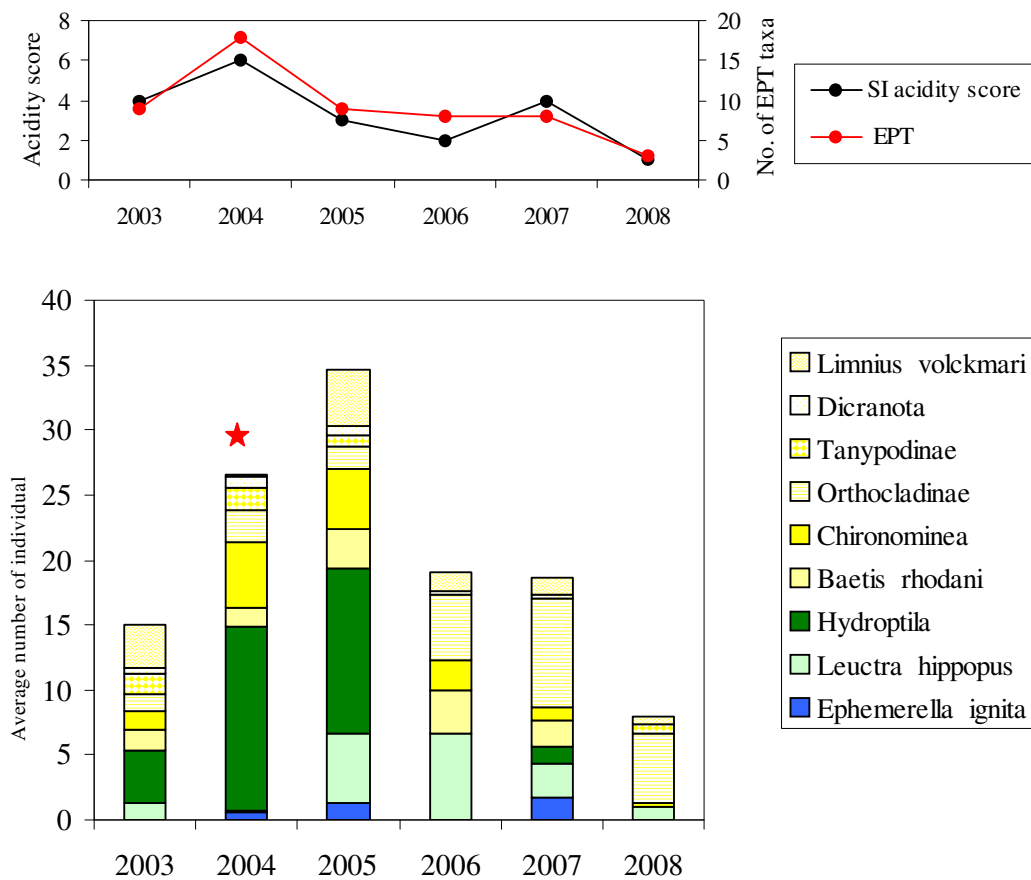 Acidity score
8
6
4
2
0
20
15
10
5
0
No. of EPT taxa
2003 2004 2005 2006 2007 2008
SI acidity score
EPT
Average number of individual
40
35
30
25
20
15
10
5
0
2003 2004 2005 2006 2007 2008
Limnius volckmari
Dicranota
Tanypodinae
Orthocladinae
Chironominea
Baetis rhodani
Hydroptila
Leuctra hippopus
Ephemerella ignita